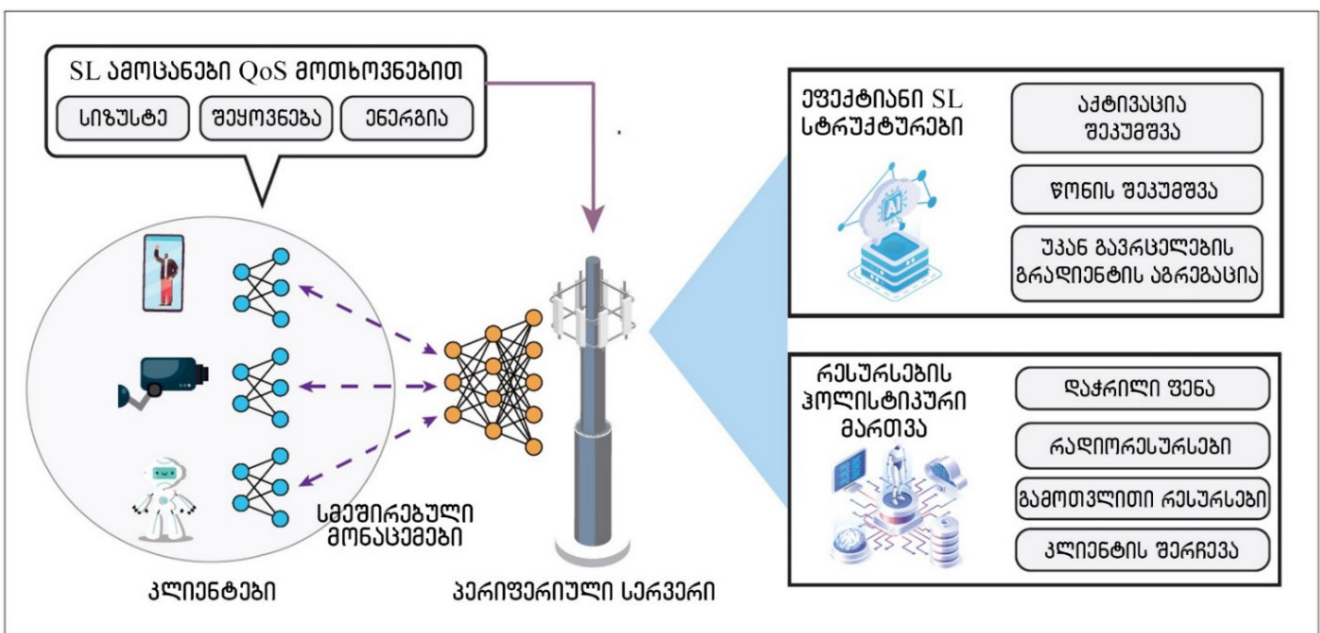 SL ამოცანები QoS მოთხოვნებით
სიზუსტე
შეყოვნება
ენერგია
სმეშირებული
მონაცემები
კლიენტები
პერიფერიული სერვერი
ეფექტიანი SL
სტრუქტურები
AI
აქტივაცია
შეკუმშვა
წონის შეკუმშვა
უკან გავრცელების
გრადიენტის აგრეგაცია
რესურსების
ჰოლისტიკური
მართვა
დაჭრილი ფენა
რადიორესურსები
გამოთვლითი რესურსები
კლიენტის შერჩევა